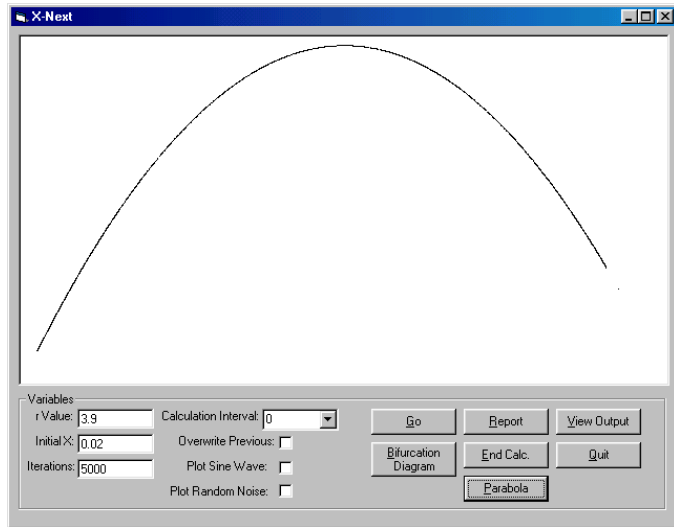 X-Next
Variables
r Value: 3.9
Initial X: 0.02
Iterations: 5000
Calculation Interval: 0
Overwrite Previous:
Plot Sine Wave:
Plot Random Noise:
Go
Report
View Output
Bifurcation
Diagram
End Calc.
Quit
Parabola